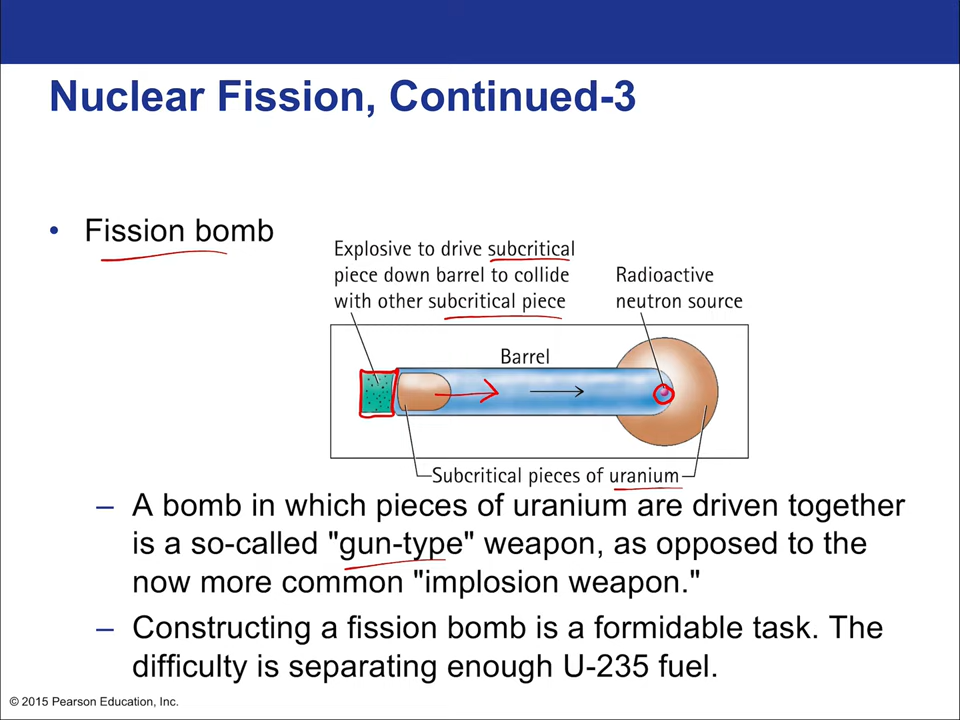 Nuclear Fission, Continued-3
• Fission bomb
Explosive to drive subcritical
piece down barrel to collide
with other subcritical piece
Radioactive
neutron source
Barrel
Subcritical pieces of uranium
– A bomb in which pieces of uranium are driven together
is a so-called "gun-type" weapon, as opposed to the
now more common "implosion weapon."
– Constructing a fission bomb is a formidable task. The
difficulty is separating enough U-235 fuel.
© 2015 Pearson Education, Inc.